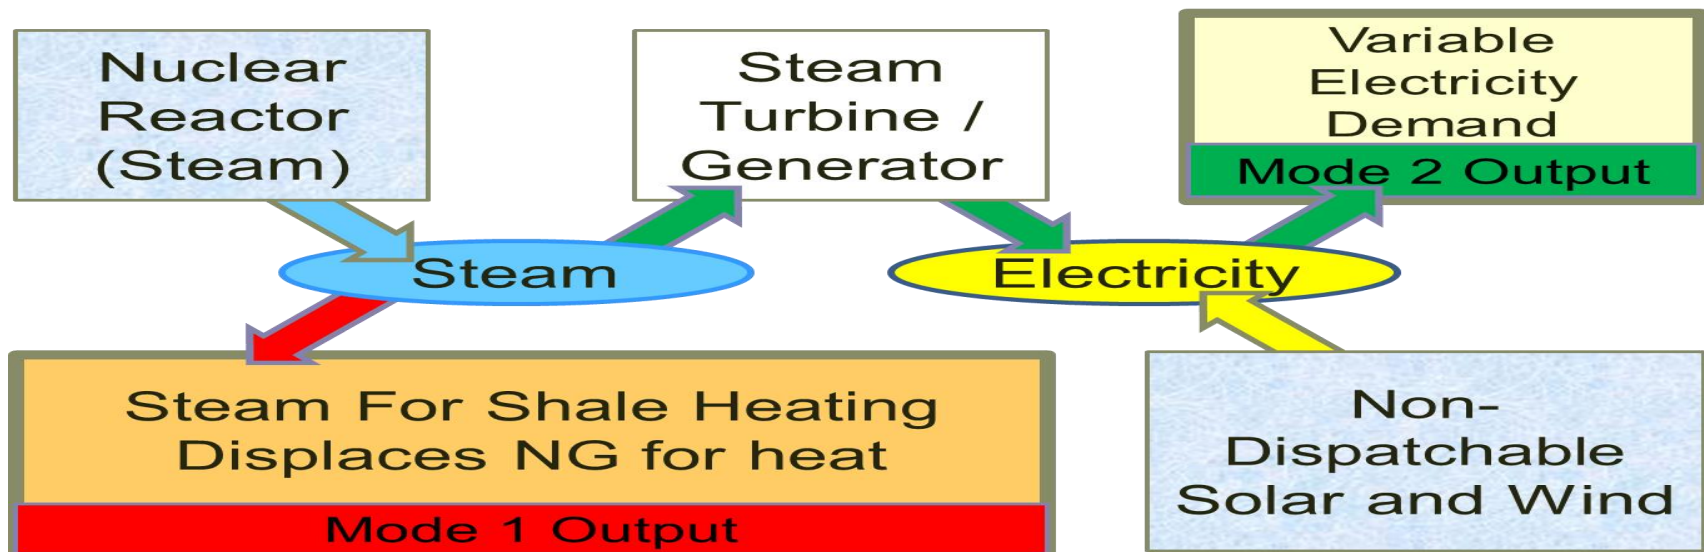 Nuclear
Reactor
(Steam)
Steam
Turbine /
Generator
Variable
Electricity
Demand
Mode 2 Output
Steam
Electricity
Steam For Shale Heating
Displaces NG for heat
Mode 1 Output
Non-
Dispatchable
Solar and Wind